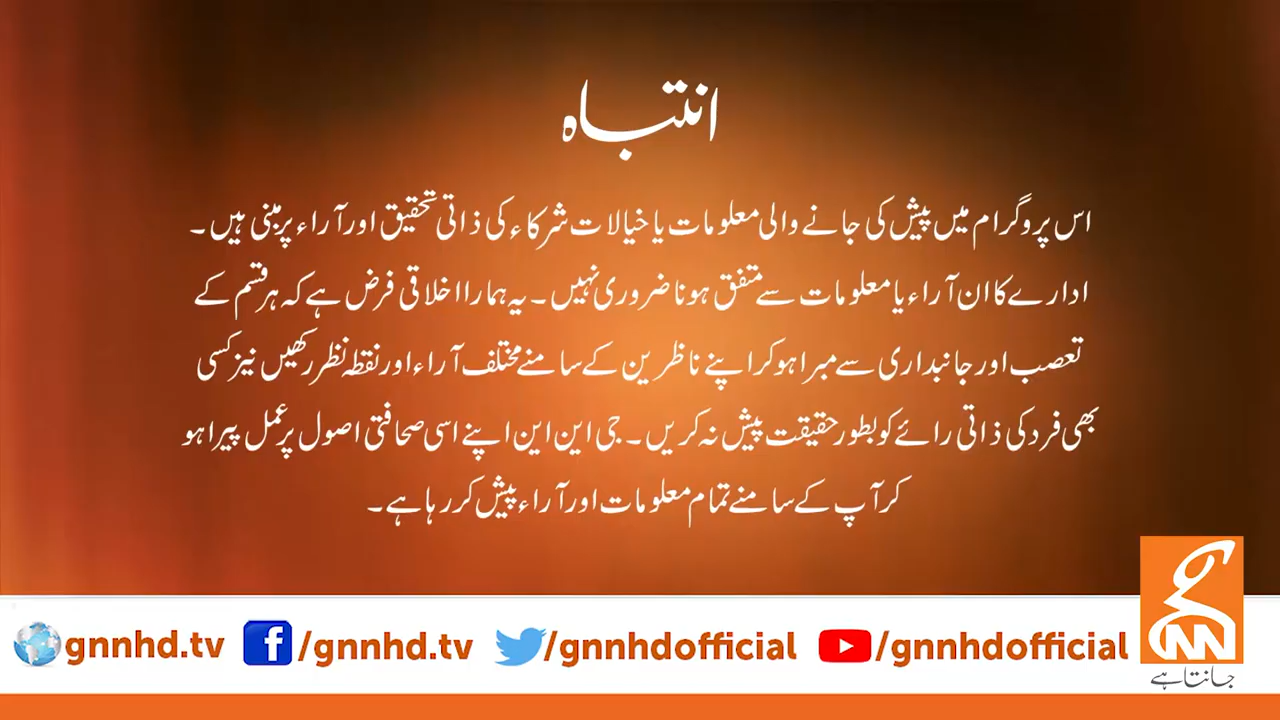 انتباہ
اس پروگرام میں پیش کی جانے والی معلومات یا خیالات شرکاء کی ذاتی تحقیق اور آراء پر مبنی ہیں۔
ادارے کا ان آراء یا معلومات سے متفق ہونا ضروری نہیں۔ یہ ہمارا اخلاقی فرض ہے کہ ہر قسم کے
تعصب اور جانبداری سے مبرا ہو کر اپنے ناظرین کے سامنے مختلف آراء اور نقطہ نظر رکھیں نیز کسی
بھی فرد کی ذاتی رائے کو بطور حقیقت پیش نہ کریں۔ جی این این اپنے اسی صحافتی اصول پر عمل پیرا ہو
کر آپ کے سامنے تمام معلومات اور آراء پیش کر رہا ہے۔
gnnhd.tv /gnnhd.tv /gnnhdofficial /gnnhdofficial
GNN
جانتا ہے